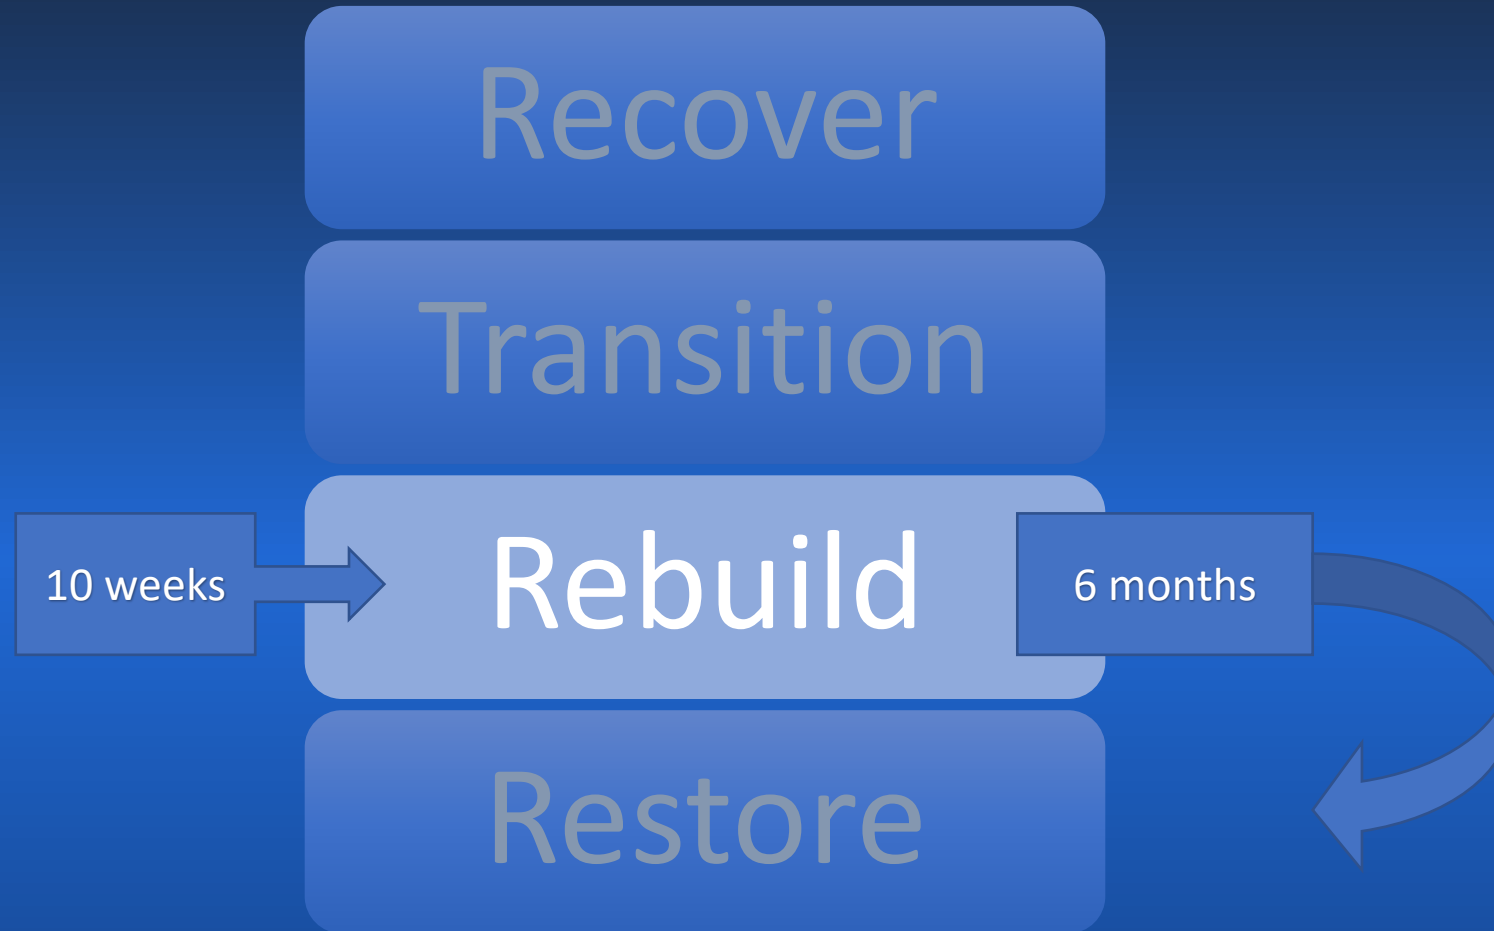 Recover
Transition
10 weeks
Rebuild
6 months
Restore